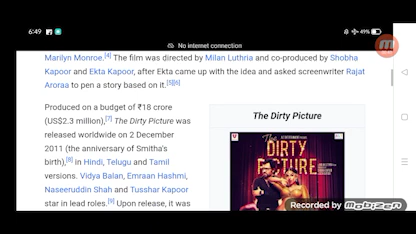 6:49
49%
No internet connection
Marilyn Monroe.[4] The film was directed by Milan Luthria and co-produced by Shobha
Kapoor and Ekta Kapoor, after Ekta came up with the idea and asked screenwriter Rajat
Aroraa to pen a story based on it.[5][6]
Produced on a budget of ₹18 crore
(US$2.3 million),[7] The Dirty Picture was
released worldwide on 2 December
2011 (the anniversary of Smitha's
birth),[8] in Hindi, Telugu and Tamil
versions. Vidya Balan, Emraan Hashmi,
Naseeruddin Shah and Tusshar Kapoor
star in lead roles.[9] Upon release, it was
The Dirty Picture
The
DIRTY
PICTURE
Recorded by Mobizen